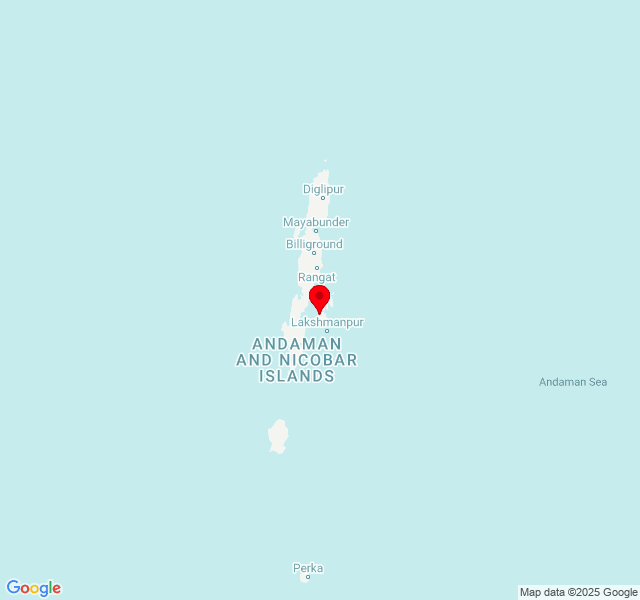 Diglipur
Mayabunder
Billiground
Rangat
Lakshmanpur
ANDAMAN
AND NICOBAR
ISLANDS
Andaman Sea
Perka
Google
Map data ©2025 Google